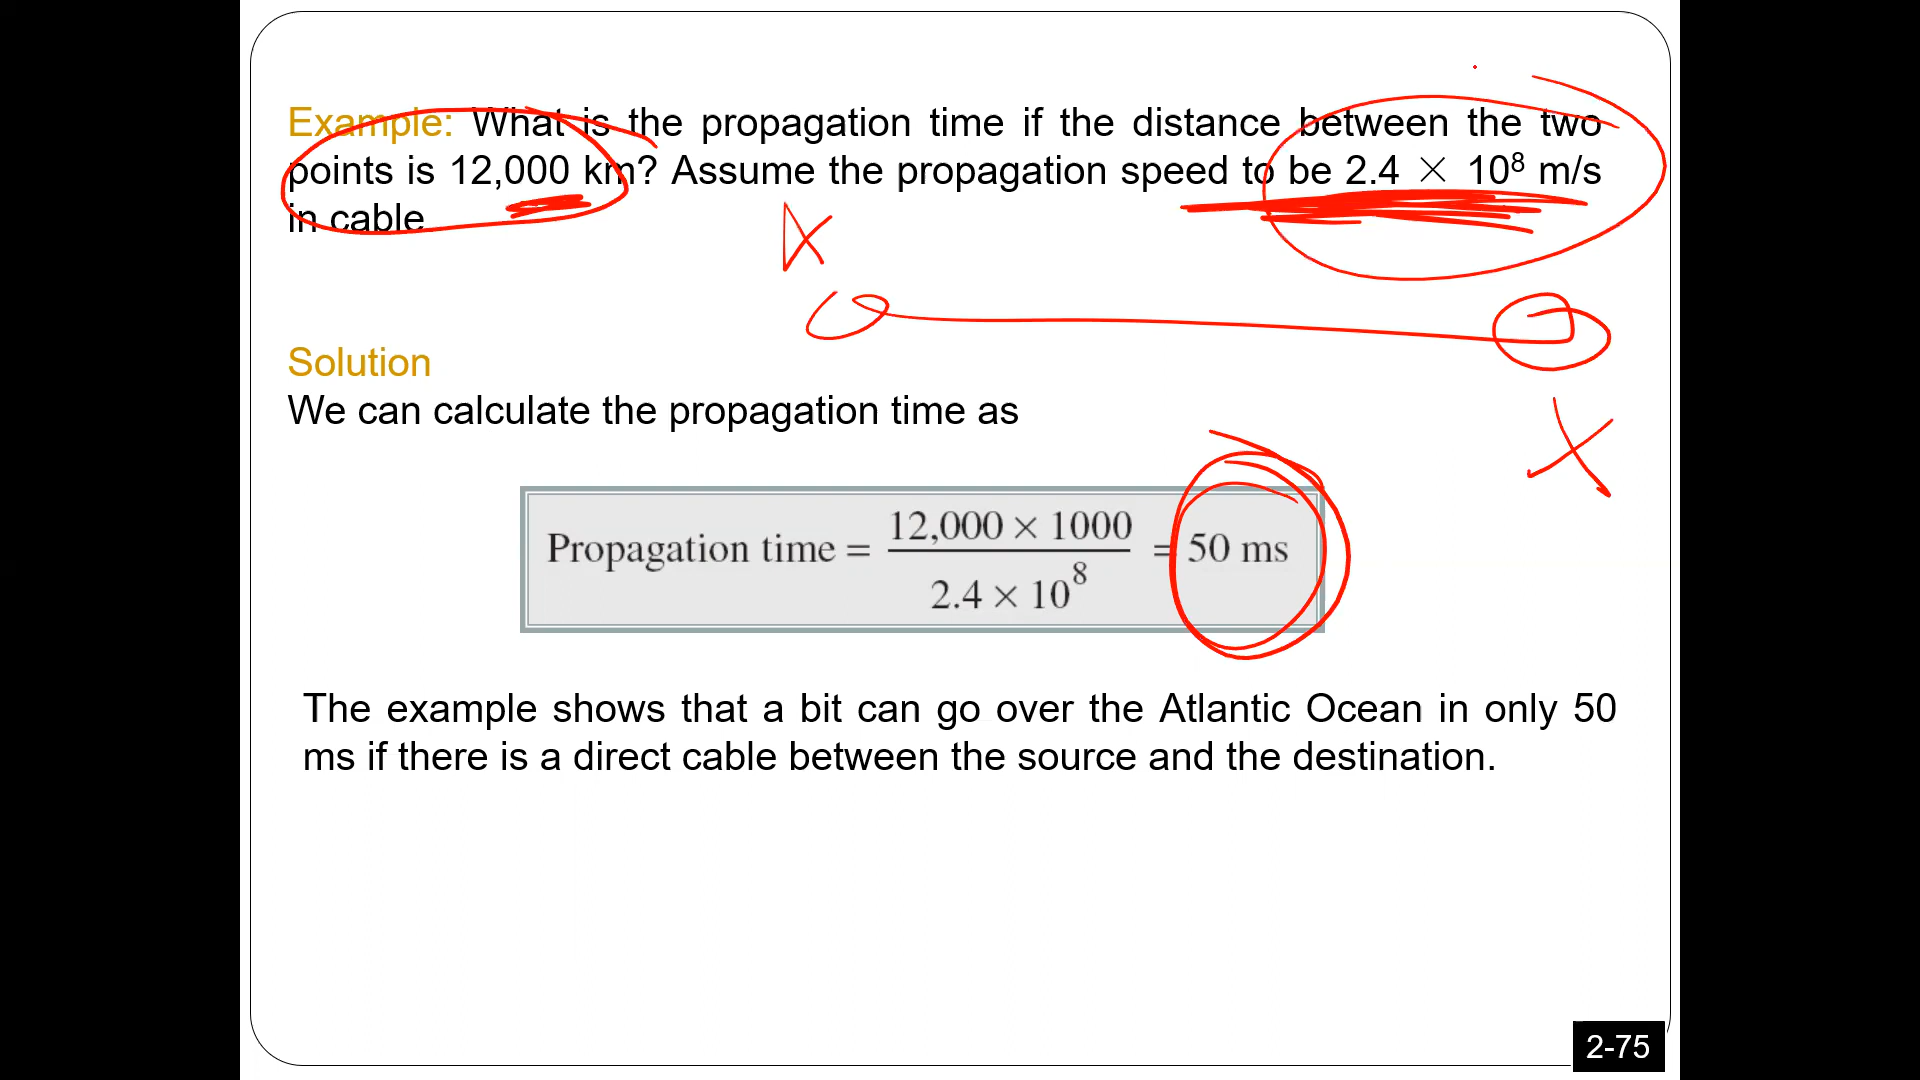 Example: What is the propagation time if the distance between the two
points is 12,000 km? Assume the propagation speed to be 2.4 × 10⁸ m/s
in cable.
Solution
We can calculate the propagation time as
Propagation time = 12,000 × 1000 / 2.4 × 10⁸ = 50 ms
The example shows that a bit can go over the Atlantic Ocean in only 50
ms if there is a direct cable between the source and the destination.
2-75